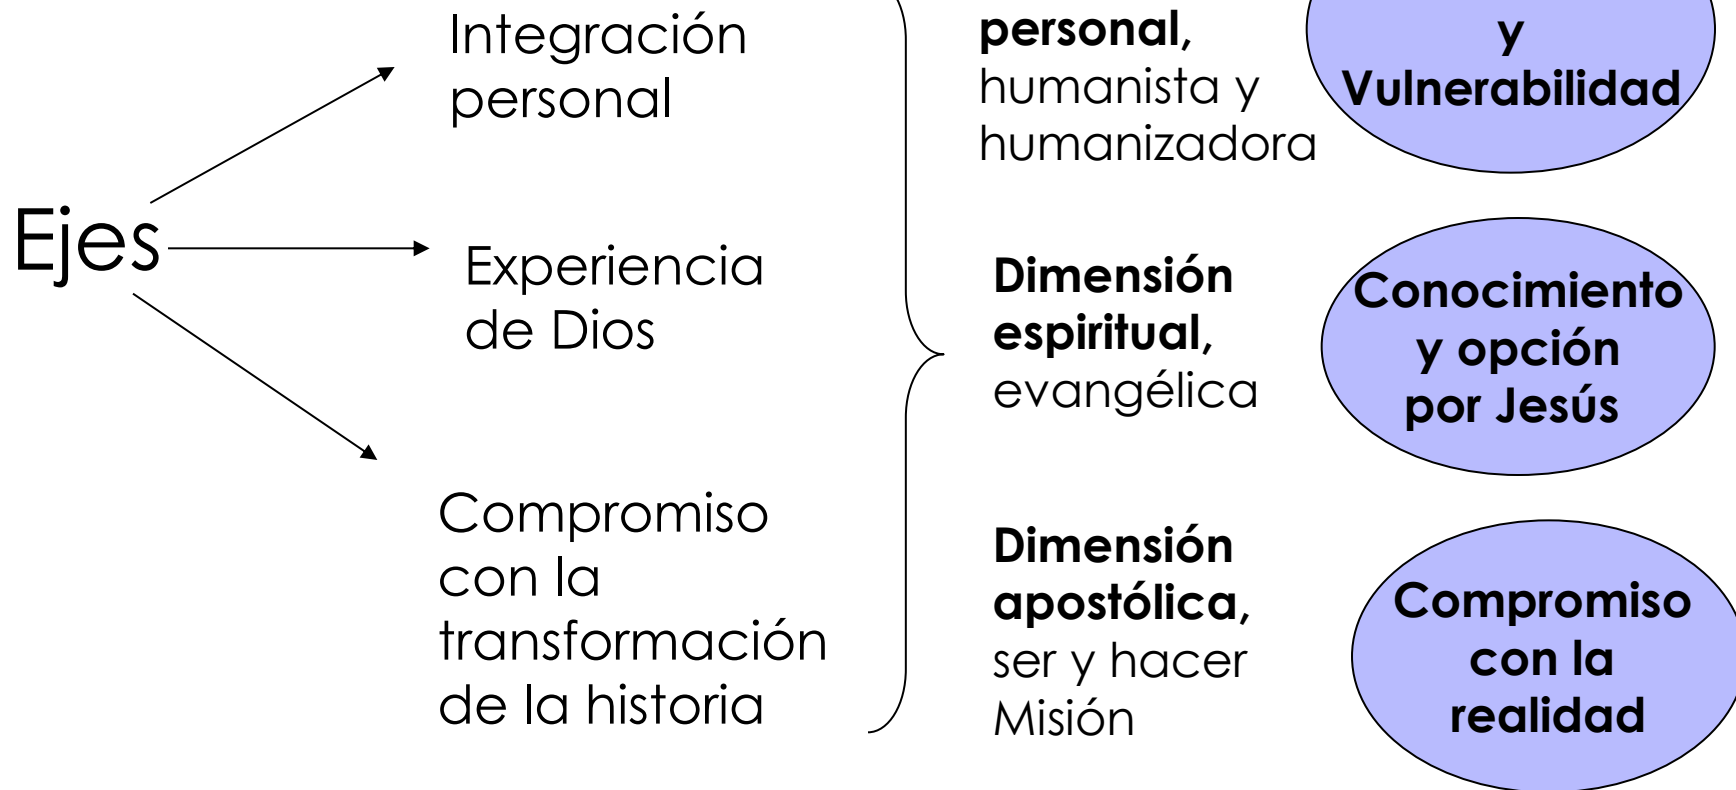 Ejes
Integración
personal
Experiencia
de Dios
Compromiso
con la
transformación
de la historia
personal,
humanista y
humanizadora
Dimensión
espiritual,
evangélica
Dimensión
apostólica,
ser y hacer
Misión
y
Vulnerabilidad
Conocimiento
y opción
por Jesús
Compromiso
con la
realidad